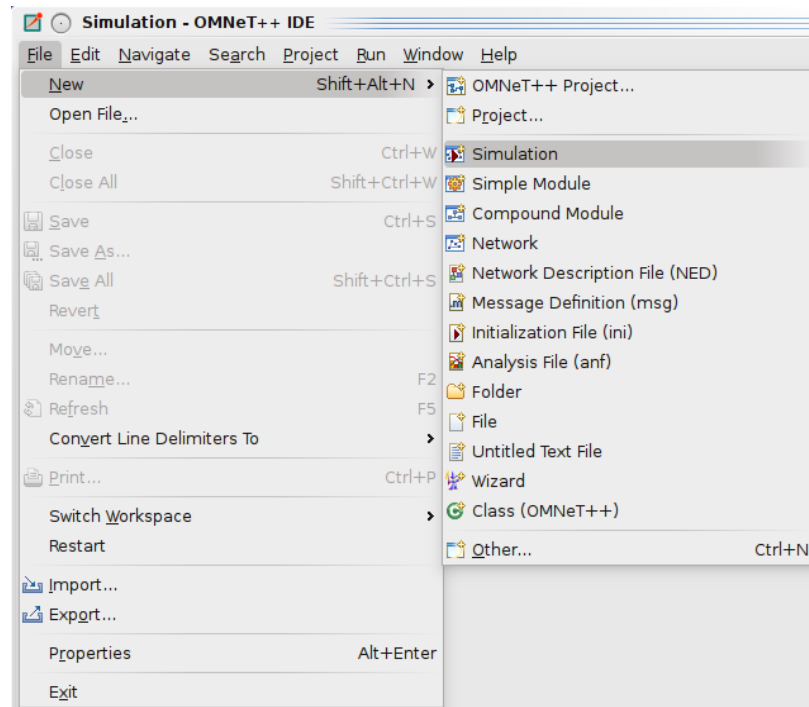 Simulation - OMNeT++ IDE
File Edit Navigate Search Project Run Window Help
New Shift+Alt+N
Open File...
Close Ctrl+W
Close All Shift+Ctrl+W
Save Ctrl+S
Save As...
Save All Shift+Ctrl+S
Revert
Move...
Rename... F2
Refresh F5
Convert Line Delimiters To
Print... Ctrl+P
Switch Workspace
Restart
Import...
Export...
Properties Alt+Enter
Exit
OMNeT++ Project...
Project...
Simulation
Simple Module
Compound Module
Network
Network Description File (NED)
Message Definition (msg)
Initialization File (ini)
Analysis File (anf)
Folder
File
Untitled Text File
Wizard
Class (OMNeT++)
Other... Ctrl+N